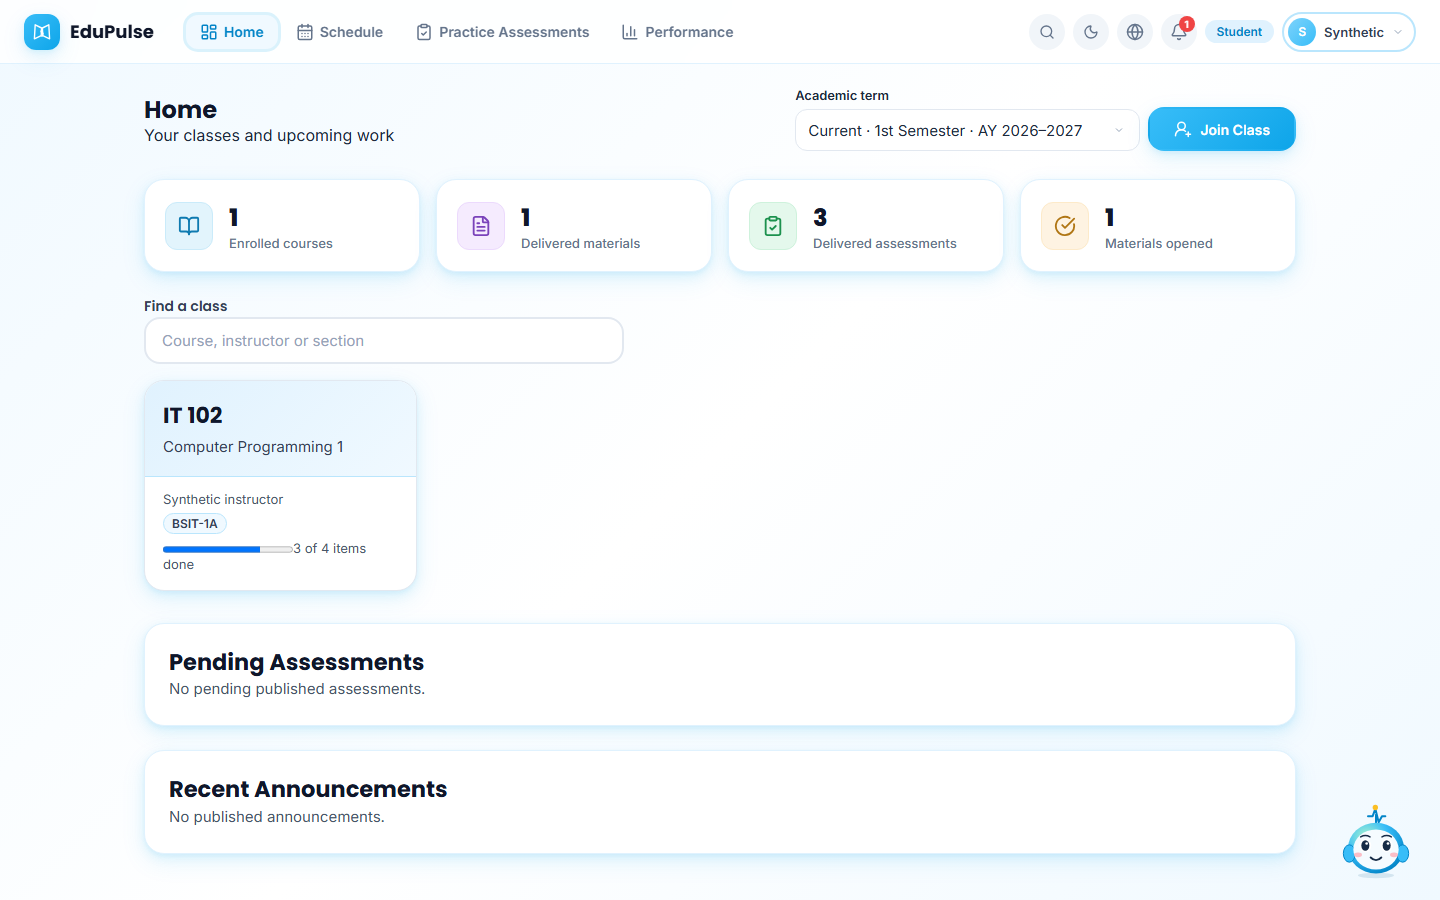 EduPulse
Home
Schedule
Practice Assessments
Performance
1
Student
S
Synthetic
Home
Your classes and upcoming work
Academic term
Current · 1st Semester · AY 2026–2027
Join Class
1
Enrolled courses
1
Delivered materials
3
Delivered assessments
1
Materials opened
Find a class
Course, instructor or section
IT 102
Computer Programming 1
Synthetic instructor
BSIT-1A
3 of 4 items
done
Pending Assessments
No pending published assessments.
Recent Announcements
No published announcements.